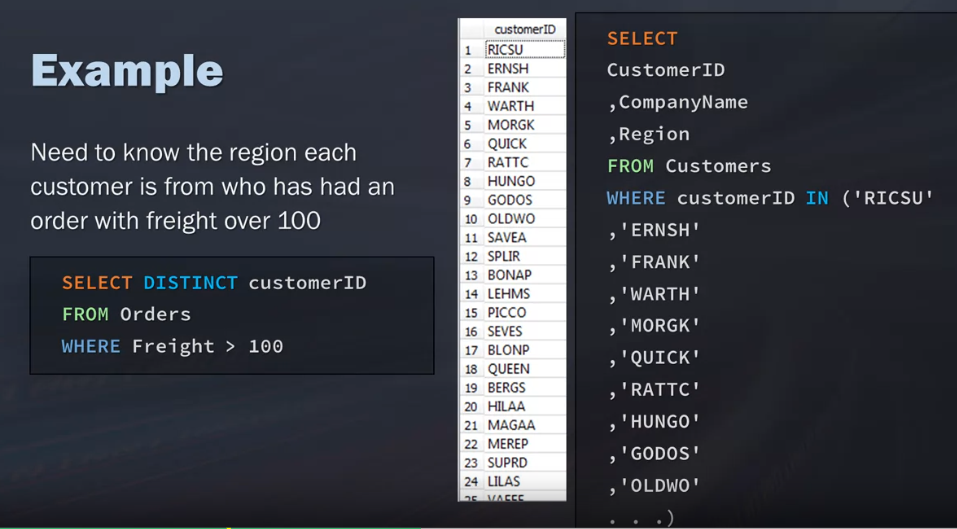 Example
Need to know the region each
customer is from who has had an
order with freight over 100
SELECT DISTINCT customerID
FROM Orders
WHERE Freight > 100
customerID
1 RICSU
2 ERNSH
3 FRANK
4 WARTH
5 MORGK
6 QUICK
7 RATTC
8 HUNGO
9 GODOS
10 OLDWO
11 SAVEA
12 SPLIR
13 BONAP
14 LEHMS
15 PICCO
16 SEVES
17 BLONP
18 QUEEN
19 BERGS
20 HILAA
21 MAGAA
22 MEREP
23 SUPRD
24 LILAS
25
SELECT
CustomerID
,CompanyName
,Region
FROM Customers
WHERE customerID IN ('RICSU'
,'ERNSH'
,'FRANK'
,'WARTH'
,'MORGK'
,'QUICK'
,'RATTC'
,'HUNGO'
,'GODOS'
,'OLDWO'
. . .)